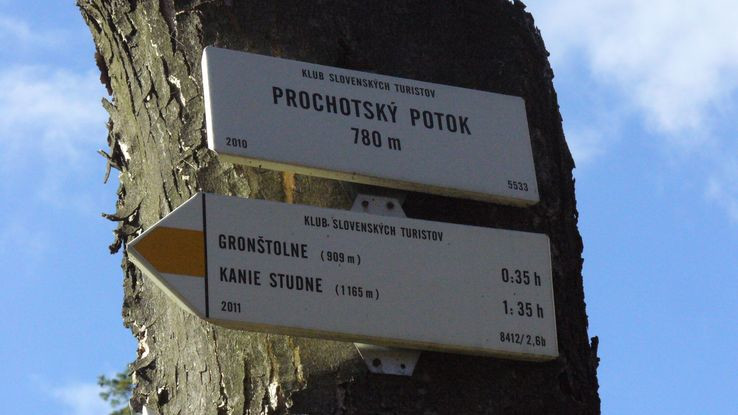 KLUB SLOVENSKÝCH TURISTOV
PROCHOTSKÝ POTOK
780 m
2010 5533
KLUB SLOVENSKÝCH TURISTOV
GRONŠTOLNE (909 m) 0:35 h
KANIE STUDNE (1165 m) 1:35 h
2011 8412/2,6b